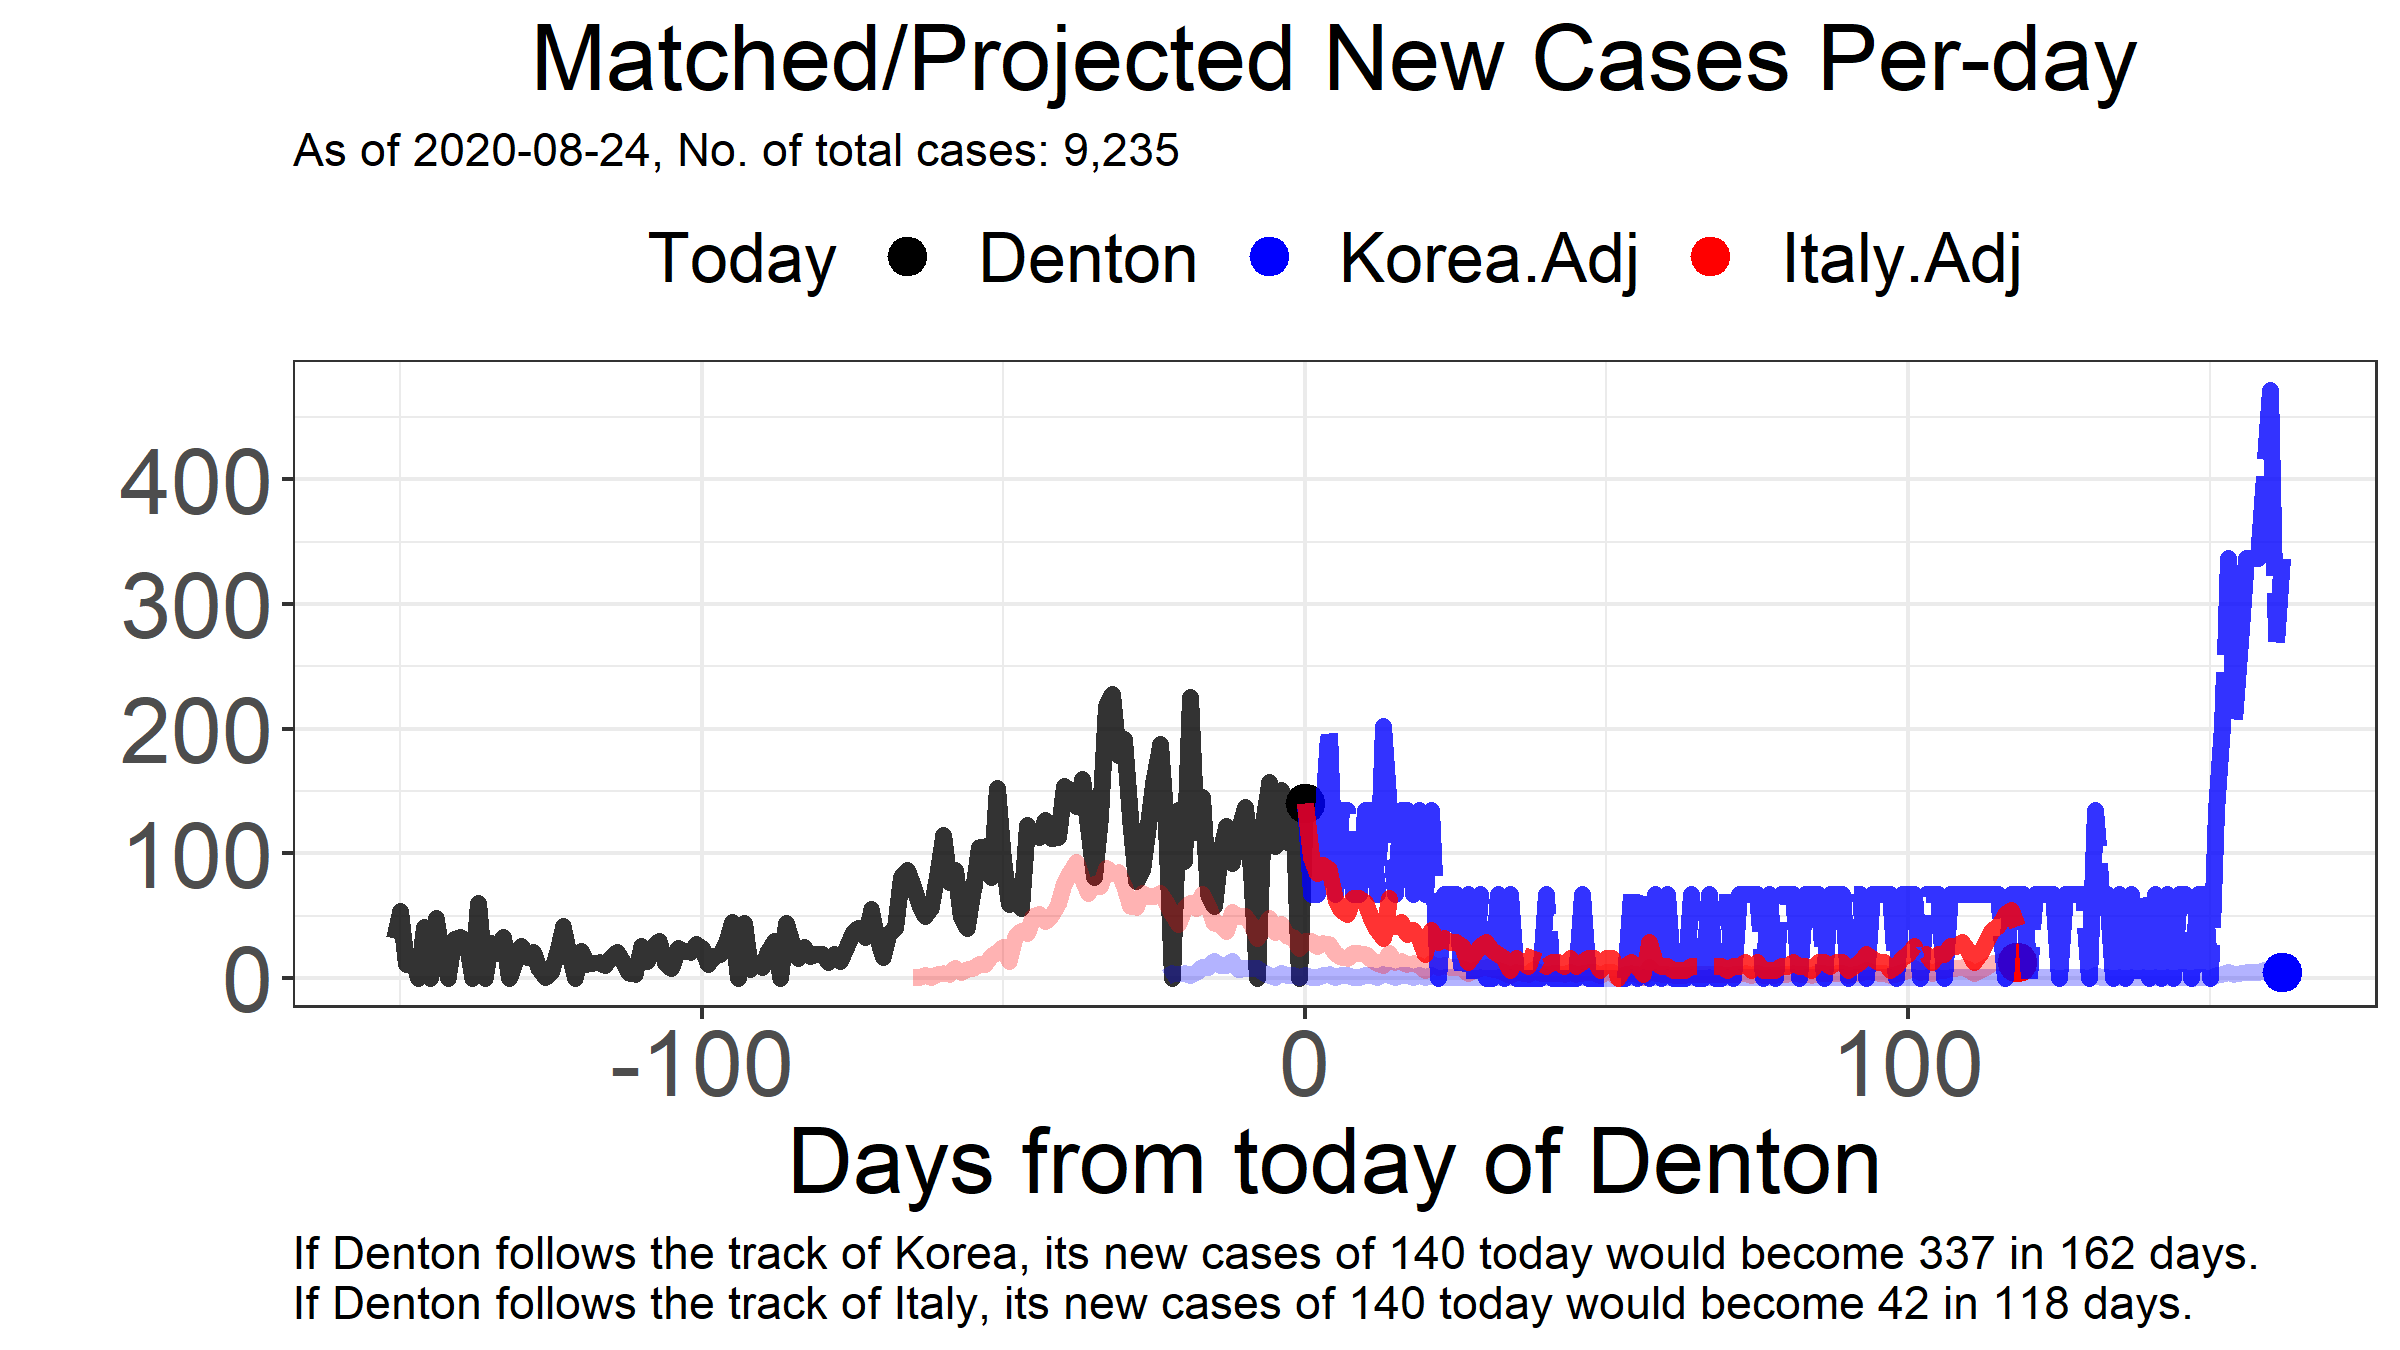 Matched/Projected New Cases Per-day
As of 2020-08-24, No. of total cases: 9,235
Today Denton Korea.Adj Italy.Adj
400
300
200
100
0
-100 0 100
Days from today of Denton
If Denton follows the track of Korea, its new cases of 140 today would become 337 in 162 days.
If Denton follows the track of Italy, its new cases of 140 today would become 42 in 118 days.